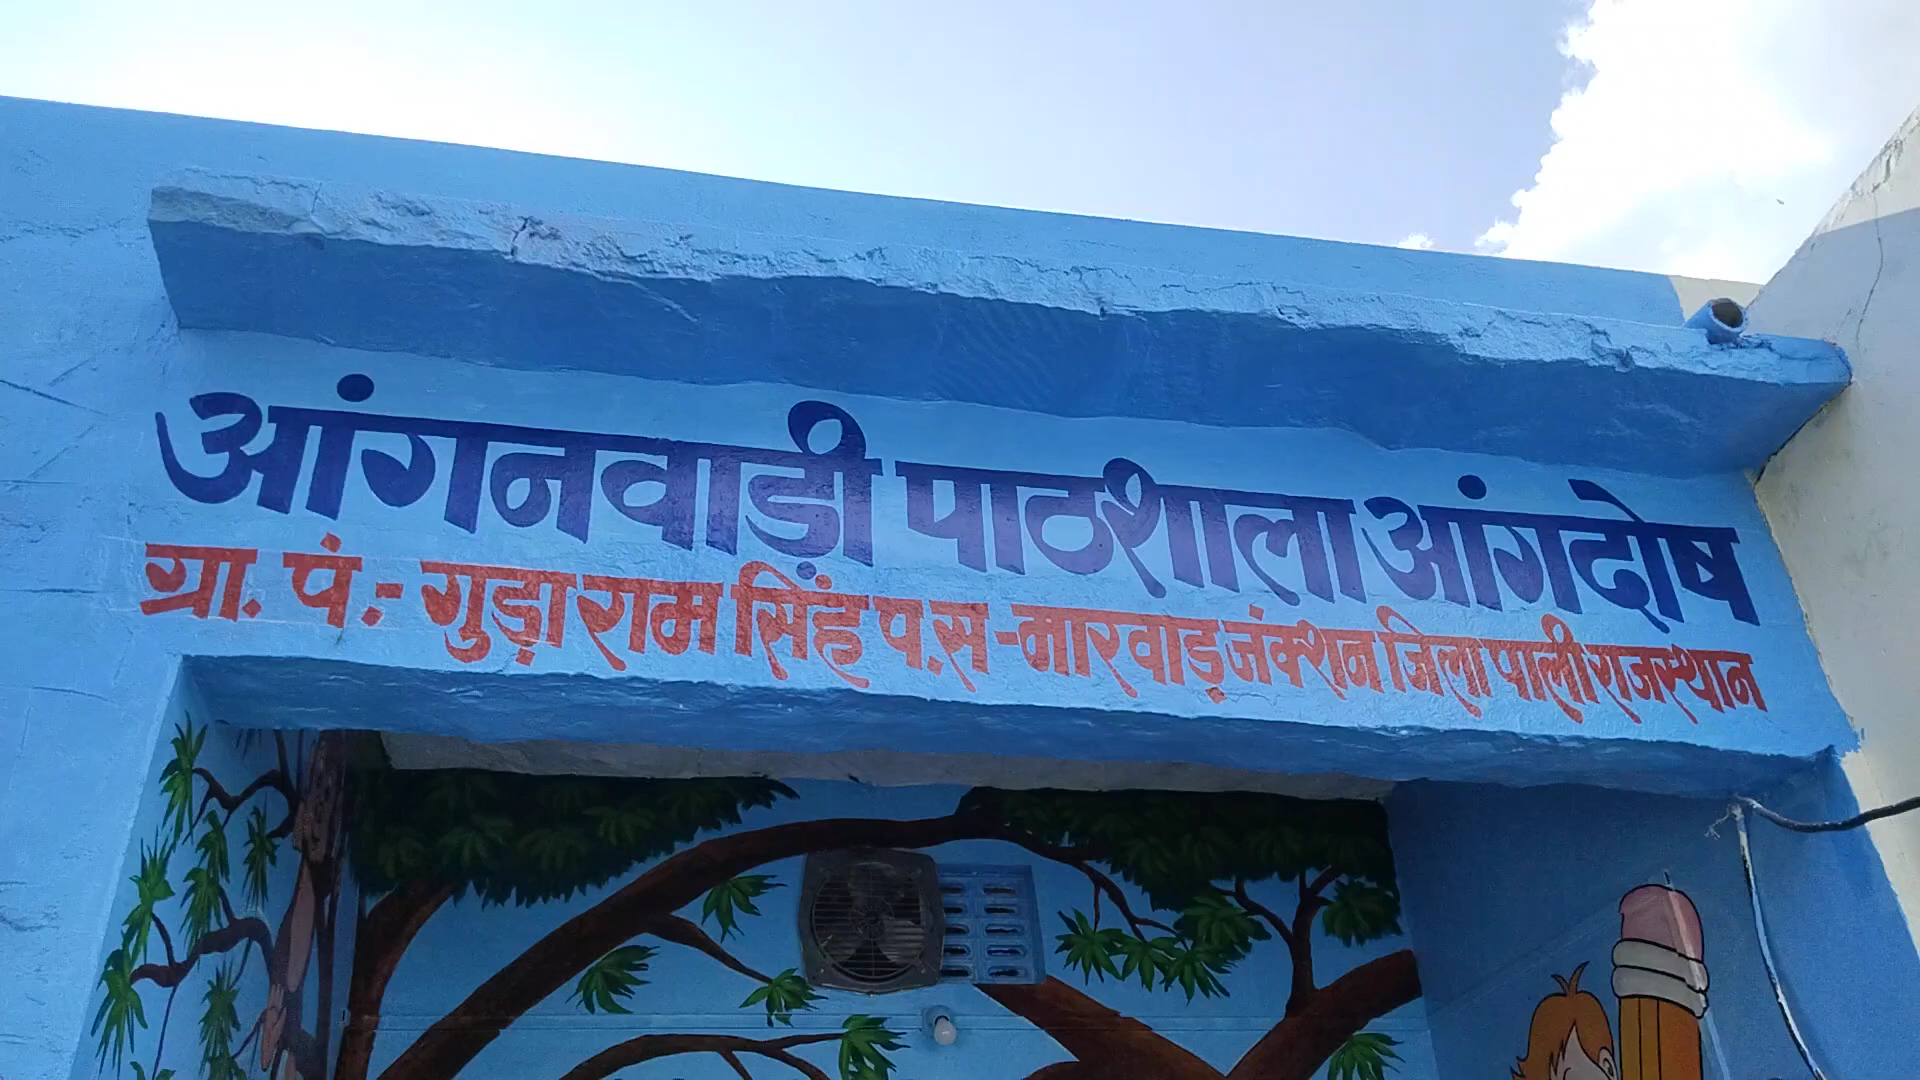 आंगनवाड़ी पाठशाला आंगदोष
ग्रा. पं.:- गुड़ा राम सिंह प.स - मारवाड़ जंक्शन जिला पाली राजस्थान